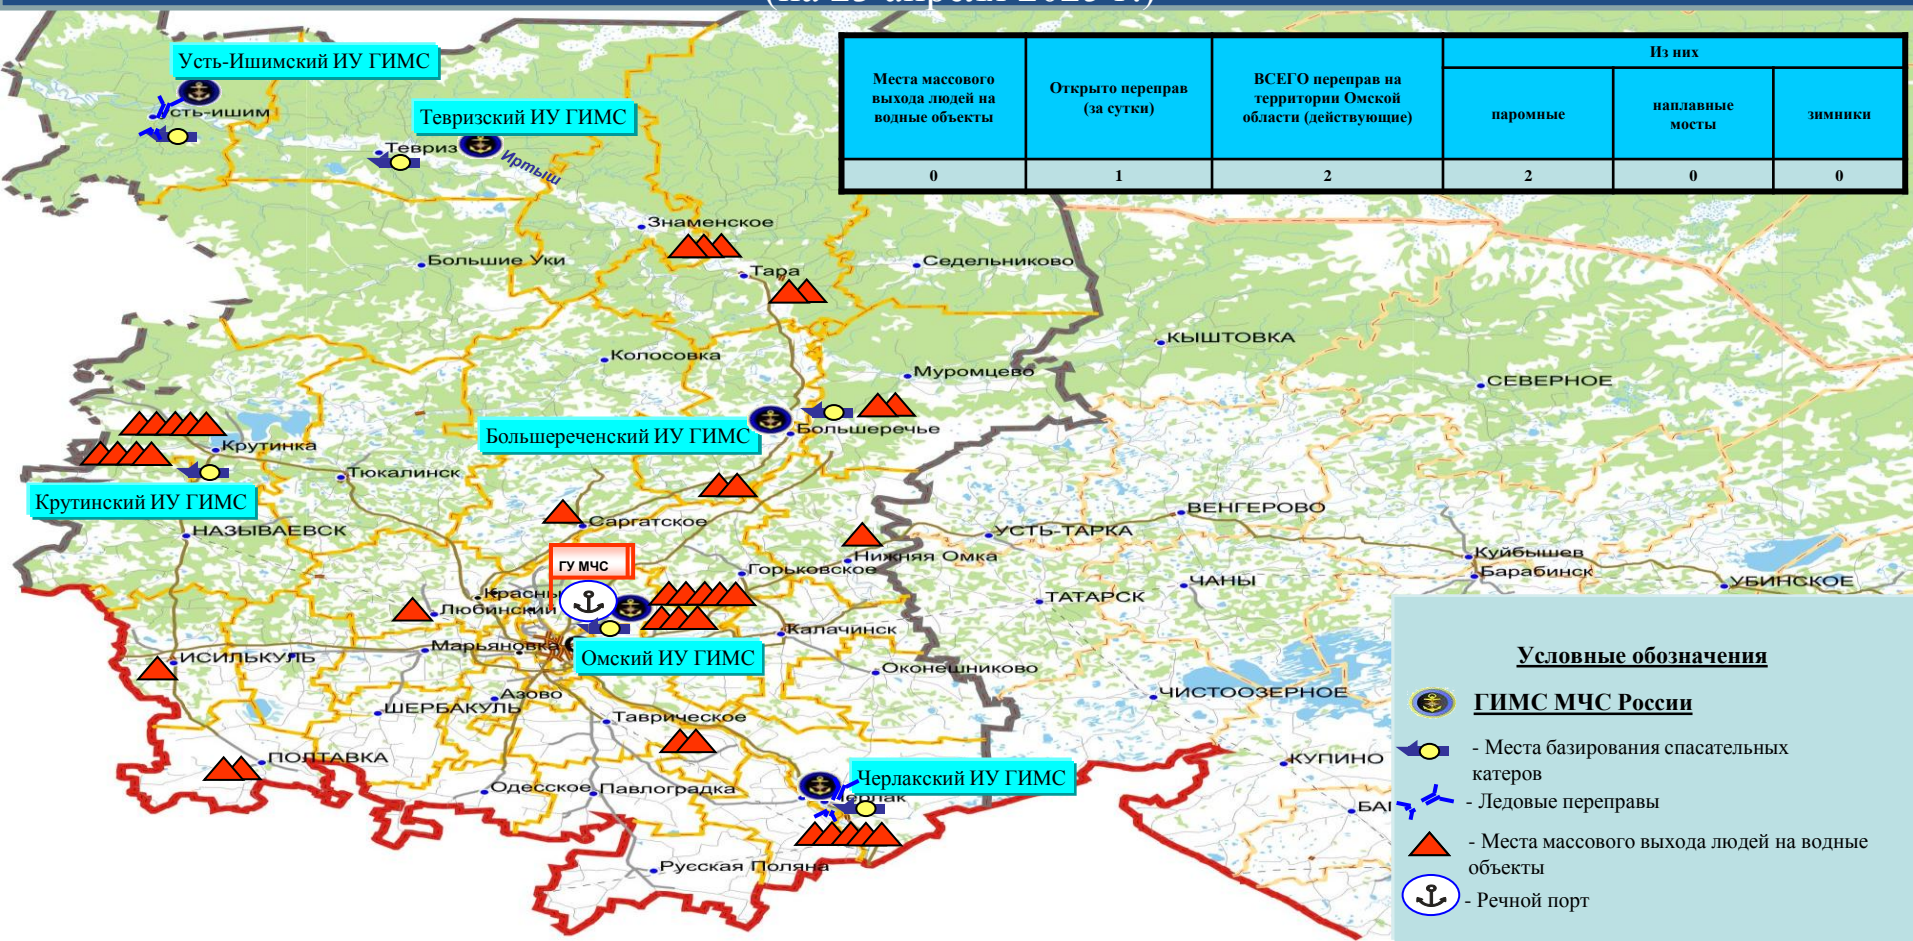 Усть-Ишимский ИУ ГИМС
Тевризский ИУ ГИМС
Места массового
выхода людей на
водные объекты
Открыто переправ
(за сутки)
ВСЕГО переправ на
территории Омской
области (действующие)
Из них
паромные
наплавные
мосты
зимники
0
1
2
2
0
0
сть-ишим
Тевриз
Иртыш
Знаменское
Большие Уки
Тара
Седельниково
Колосовка
КЫШТОВКА
Муромцево
СЕВЕРНОЕ
Большереченский ИУ ГИМС
Большеречье
Крутинка
Тюкалинск
Крутинский ИУ ГИМС
НАЗЫВАЕВСК
Саргатское
ВЕНГЕРОВО
УСТЬ-ТАРКА
Нижняя Омка
Куйбышев
Барабинск
ГУ МЧС
Горьковское
ЧАНЫ
УБИНСКОЕ
Красны
Любинский
ТАТАРСК
Калачинск
Марьяновка
Омский ИУ ГИМС
ИСИЛЬКУЛЬ
Оконешниково
Азово
ЧИСТООЗЕРНОЕ
ШЕРБАКУЛЬ
Таврическое
ПОЛТАВКА
КУПИНО
Черлакский ИУ ГИМС
Одесское
Павлоградка
ерлак
БАГ
Русская Поляна
Условные обозначения
ГИМС МЧС России
- Места базирования спасательных
катеров
- Ледовые переправы
- Места массового выхода людей на водные
объекты
- Речной порт